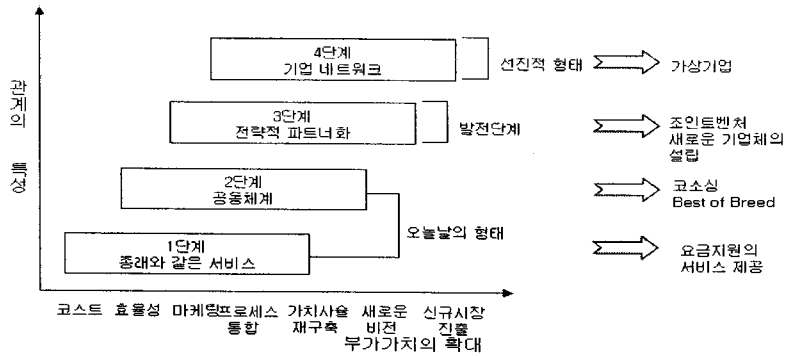 4단계
기업 네트워크
선진적 형태
가상기업
관계의 특성
3단계
전략적 파트너화
발전단계
조인트벤처
새로운 기업체의
설립
2단계
공동체계
코소싱
Best of Breed
오늘날의 형태
1단계
종래와 같은 서비스
요금지원의
서비스 제공
코스트 효율성 마케팅 프로세스 가치사슬 새로운 신규시장
통합 재구축 비전 진출
부가가치의 확대